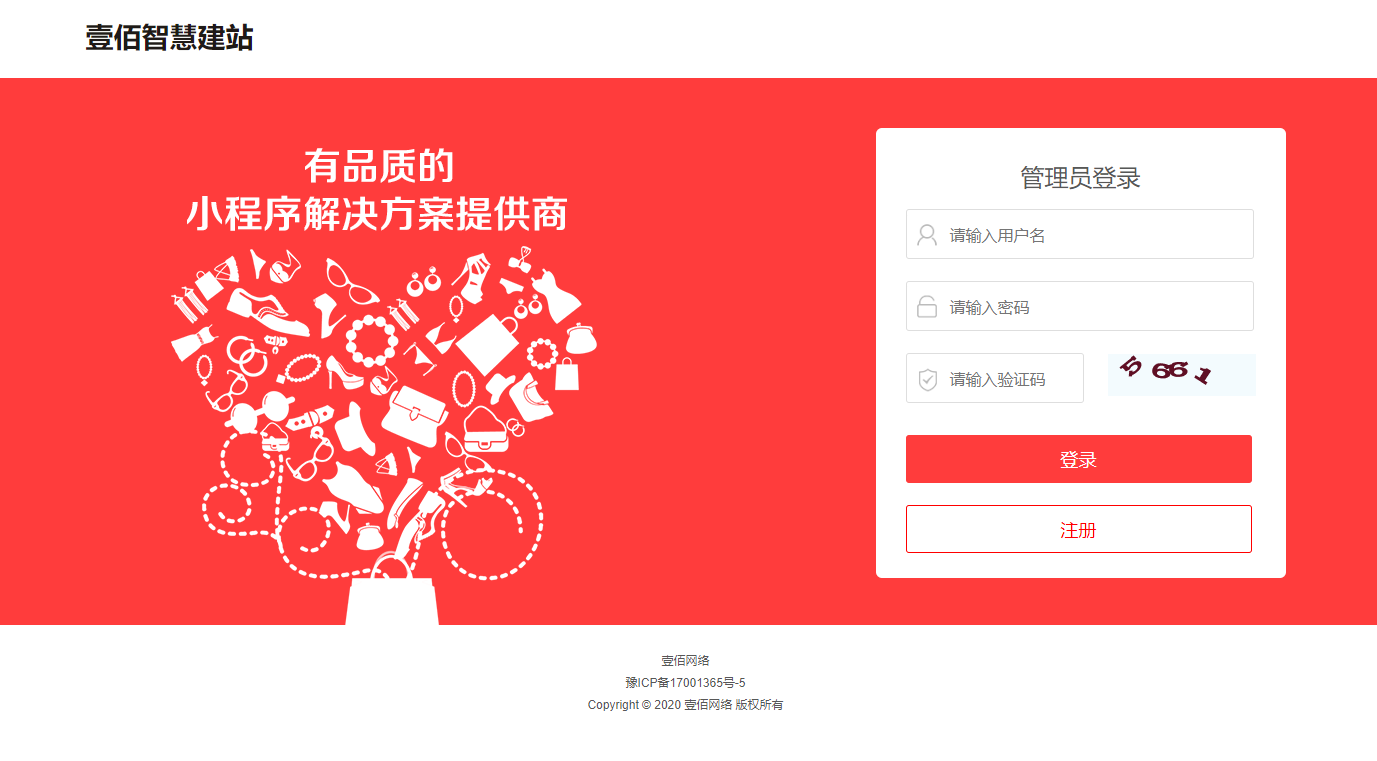 壹佰智慧建站
有品质的
小程序解决方案提供商
管理员登录
请输入用户名
请输入密码
请输入验证码
5661
登录
注册
壹佰网络
豫ICP备17001365号-5
Copyright © 2020 壹佰网络 版权所有